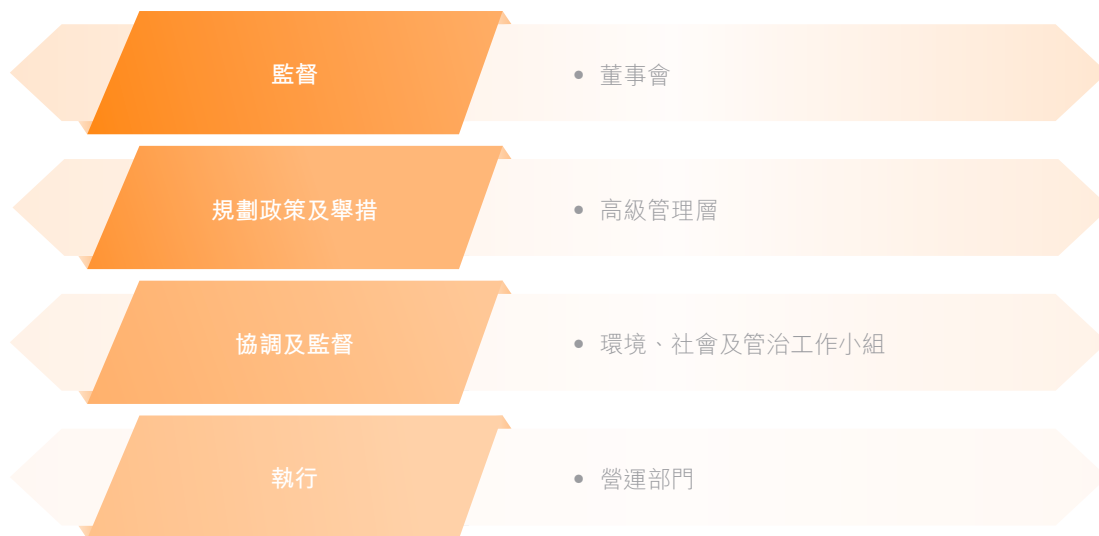 監督
• 董事會
規劃政策及舉措
• 高級管理層
協調及監督
• 環境、社會及管治工作小組
執行
• 營運部門